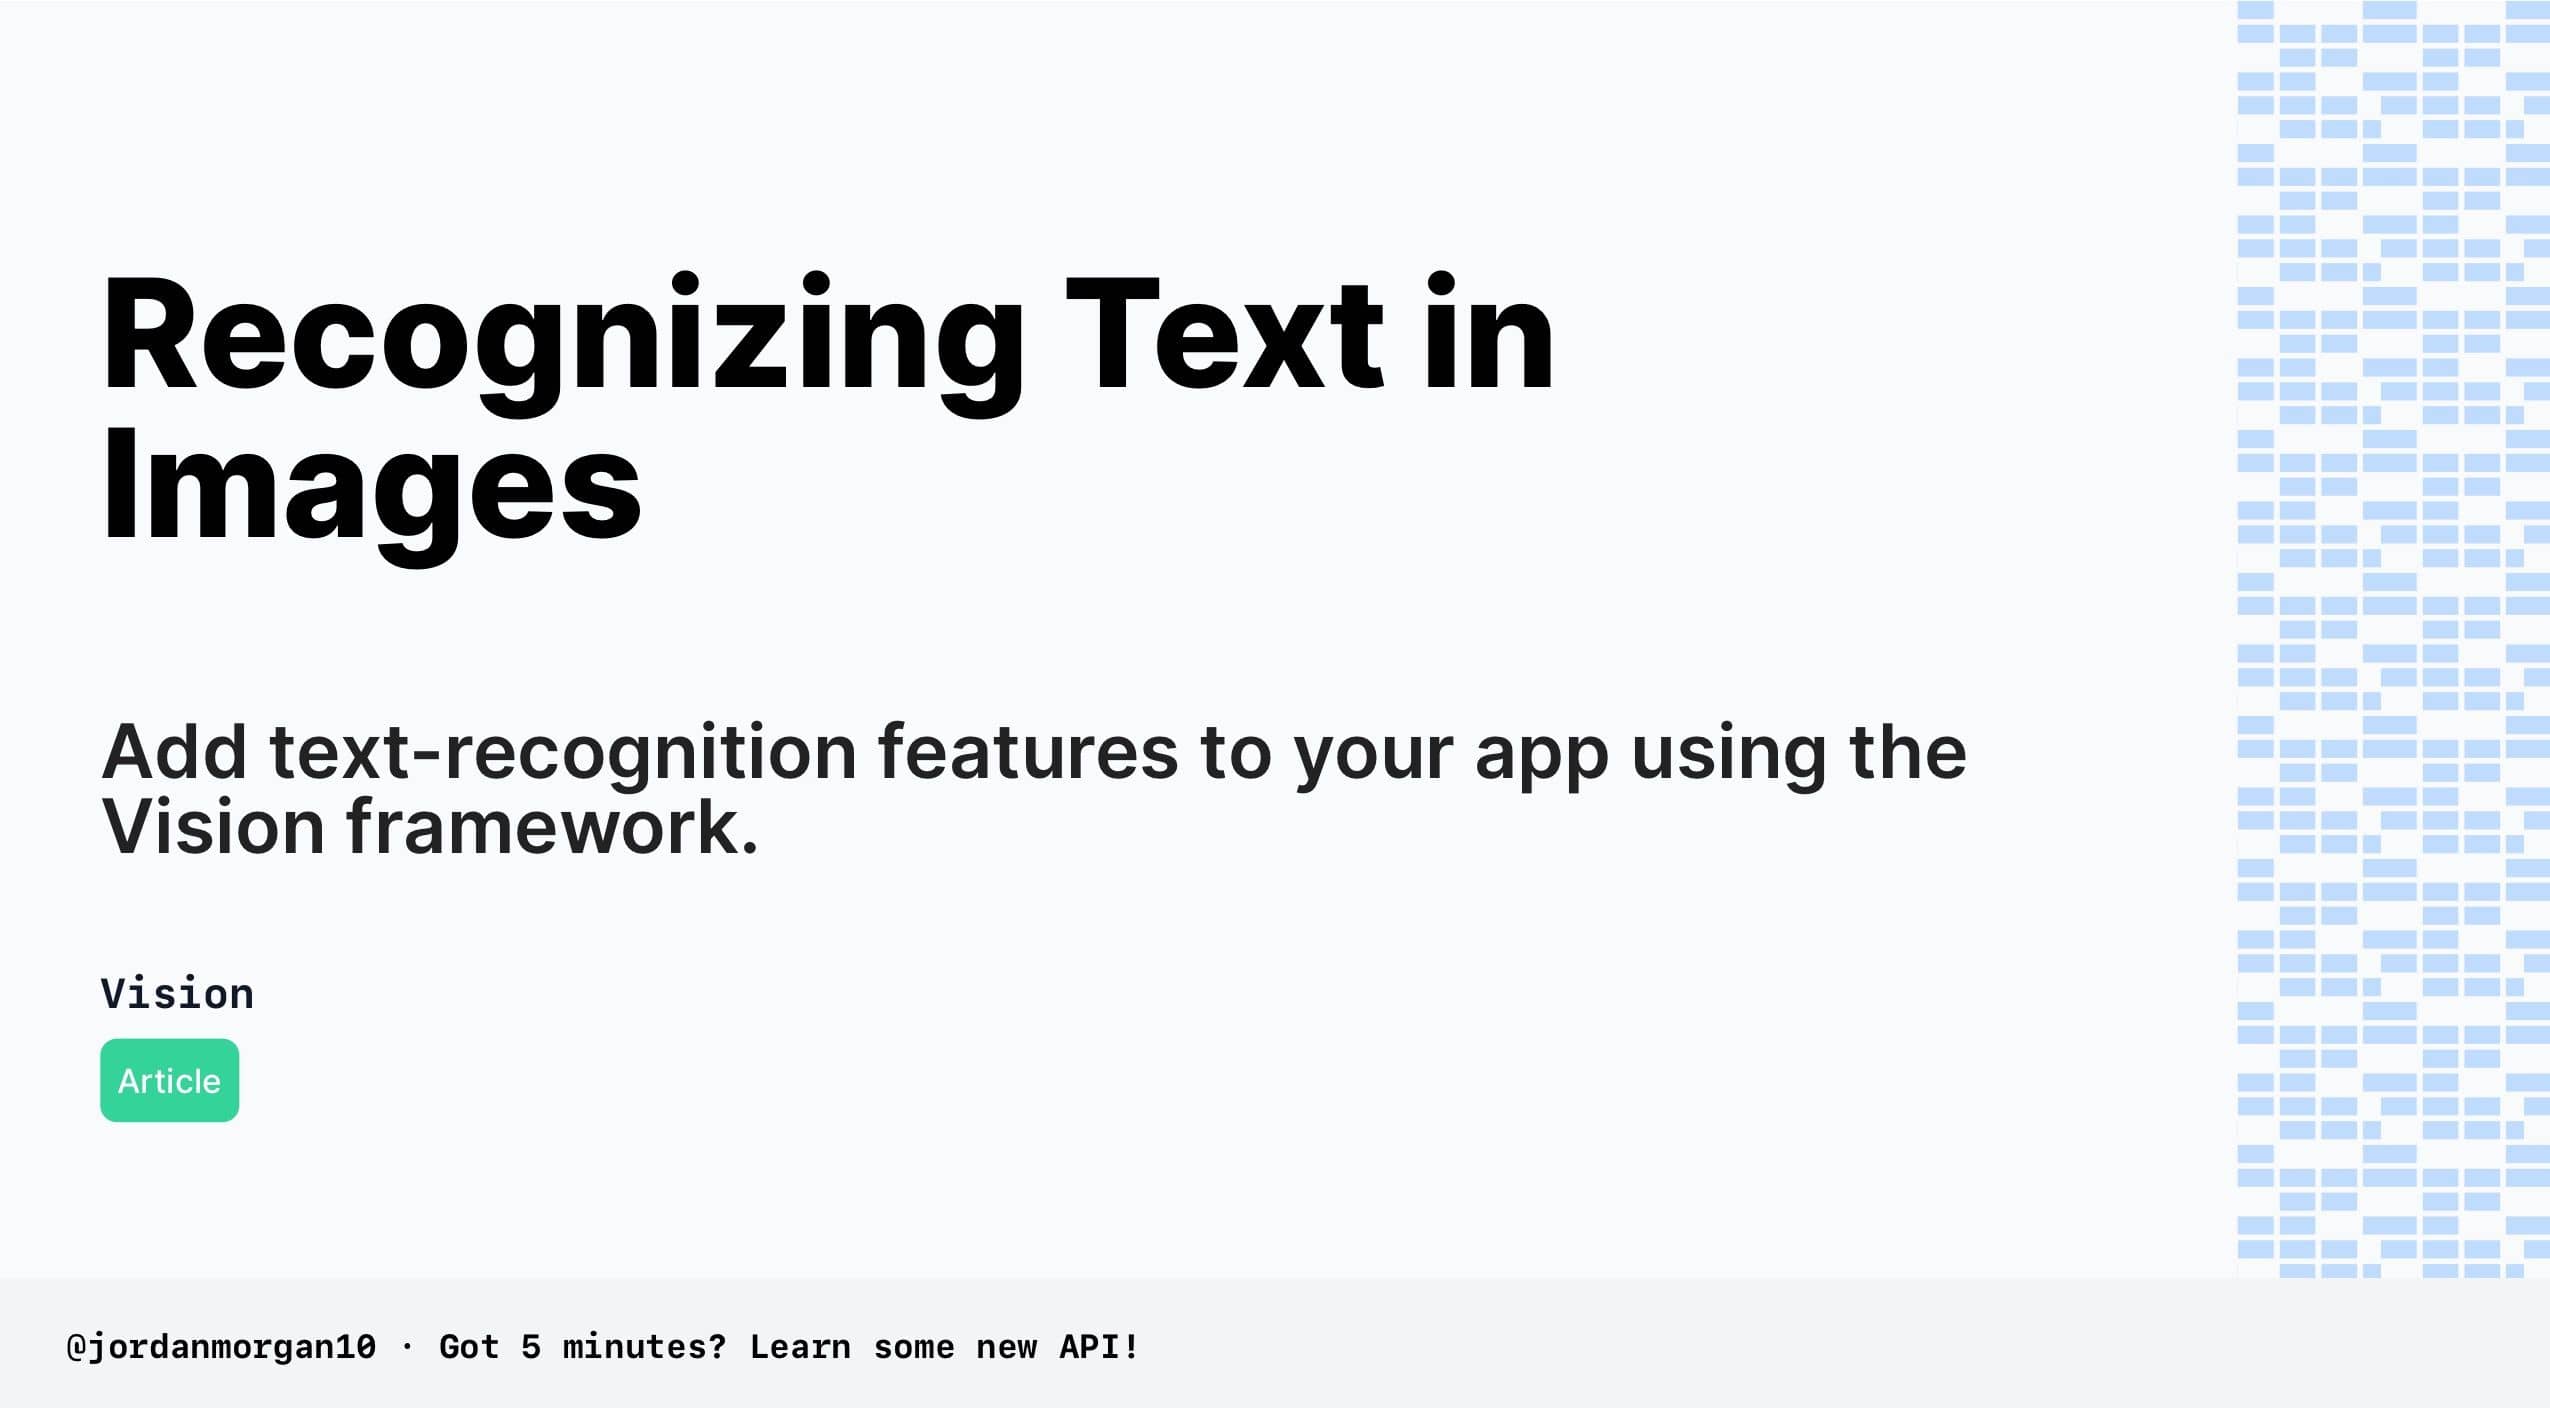 Recognizing Text in
Images
Add text-recognition features to your app using the
Vision framework.
Vision
Article
@jordanmorgan10 · Got 5 minutes? Learn some new API!